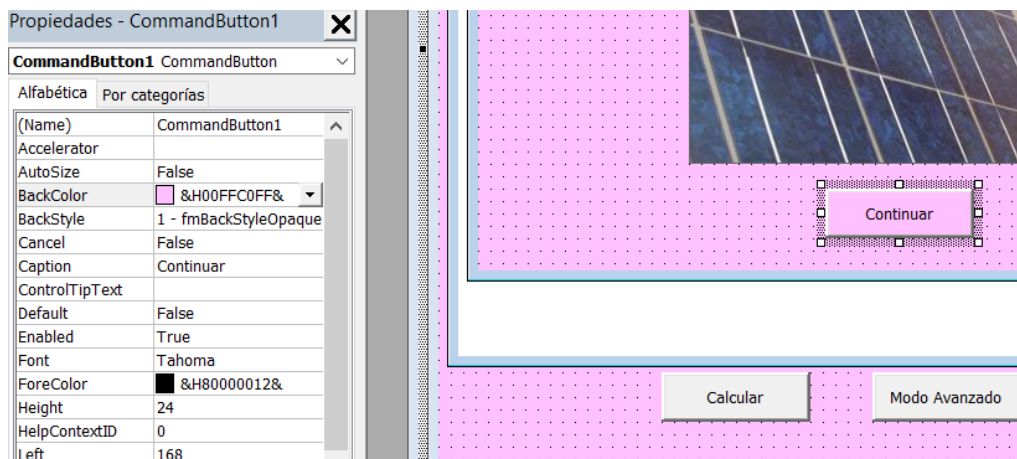 Propiedades - CommandButton1
CommandButton1 CommandButton
Alfabética Por categorías
(Name) CommandButton1
Accelerator
AutoSize False
BackColor &H00FFC0FF&
BackStyle 1 - fmBackStyleOpaque
Cancel False
Caption Continuar
ControlTipText
Default False
Enabled True
Font Tahoma
ForeColor &H80000012&
Height 24
HelpContextID 0
Left 168
Continuar
Calcular Modo Avanzado